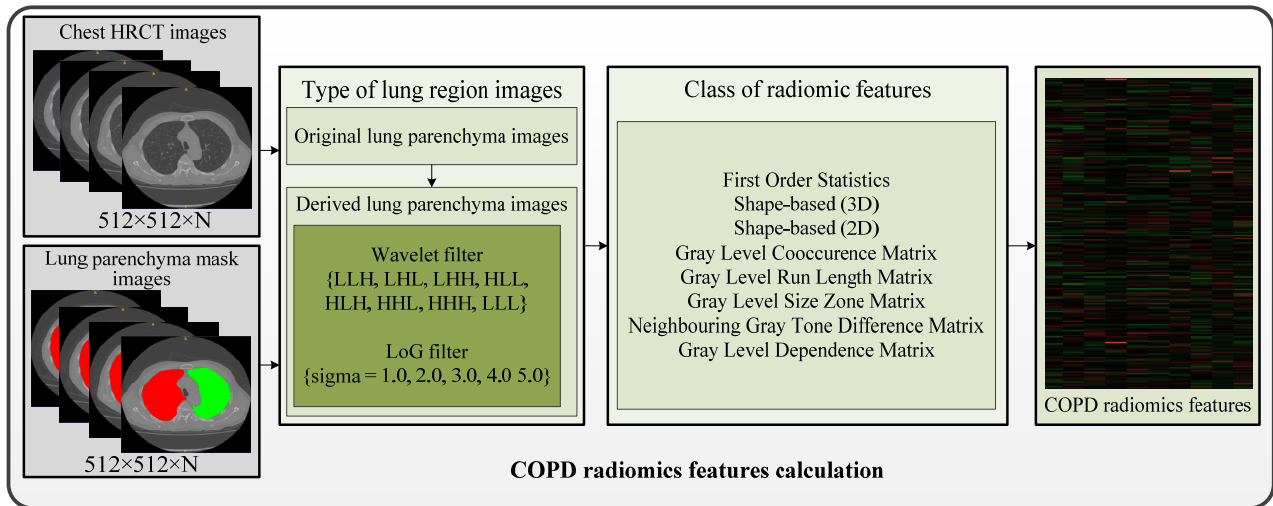 Chest HRCT images
512×512×N
Lung parenchyma mask
images
512×512×N
Type of lung region images
Original lung parenchyma images
Derived lung parenchyma images
Wavelet filter
{LLH, LHL, LHH, HLL,
HLH, HHL, HHH, LLL}
LoG filter
{sigma = 1.0, 2.0, 3.0, 4.0 5.0}
Class of radiomic features
First Order Statistics
Shape-based (3D)
Shape-based (2D)
Gray Level Cooccurence Matrix
Gray Level Run Length Matrix
Gray Level Size Zone Matrix
Neighbouring Gray Tone Difference Matrix
Gray Level Dependence Matrix
COPD radiomics features
COPD radiomics features calculation